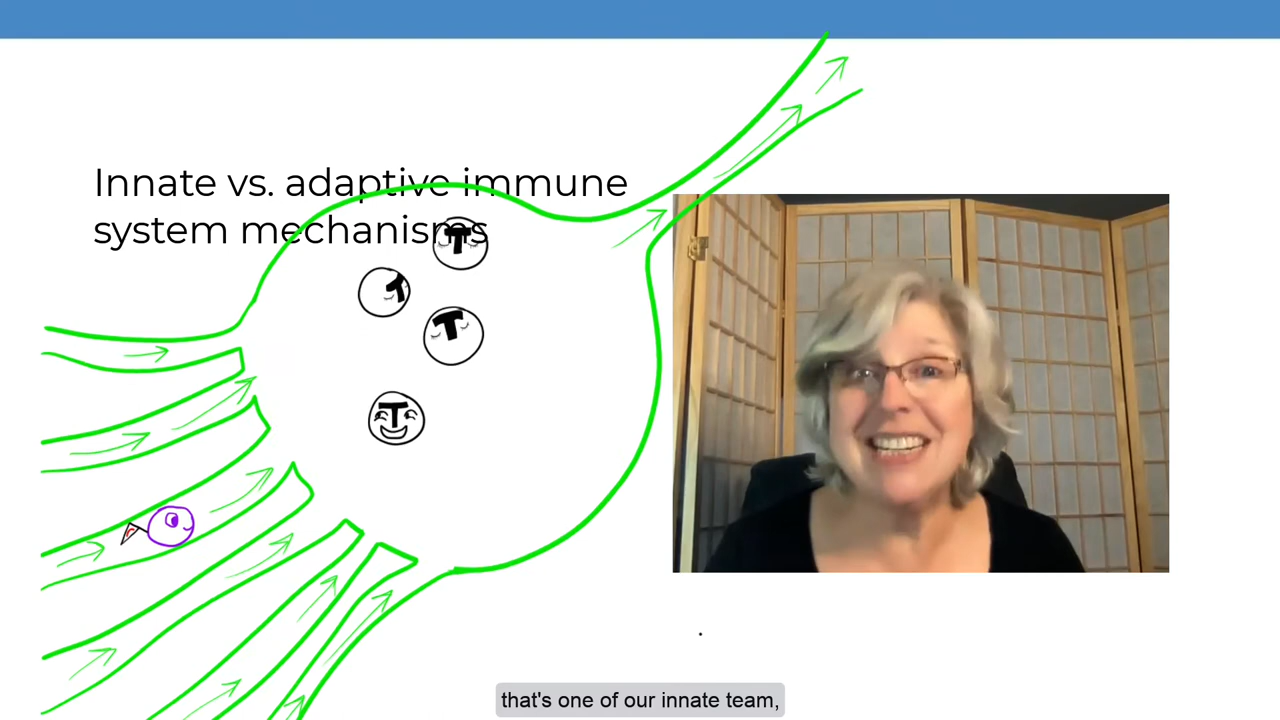 Innate vs. adaptive immune
system mechanisms
T
T
T
T
that's one of our innate team,